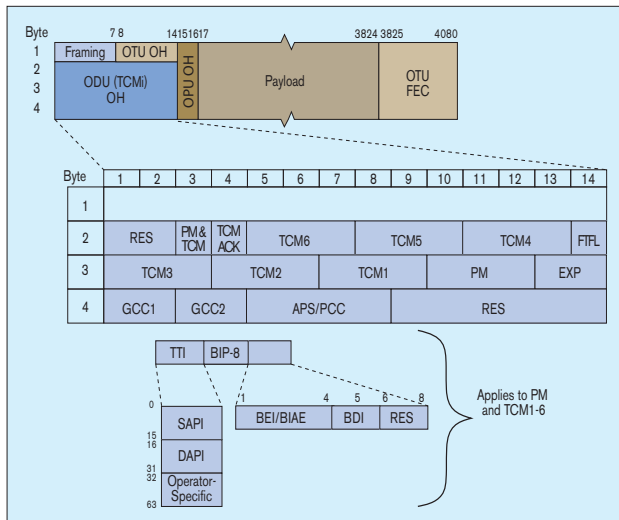 Byte 7 8 14 15 16 17 3824 3825 4080
1 Framing OTU OH
2
3
4
ODU (TCMi)
OH
OPU OH
Payload
OTU
FEC
Byte 1 2 3 4 5 6 7 8 9 10 11 12 13 14
1
2 RES PM & TCM TCM ACK TCM6 TCM5 TCM4 FTFL
3 TCM3 TCM2 TCM1 PM EXP
4 GCC1 GCC2 APS/PCC RES
TTI BIP-8
1 4 5 6 8
BEI/BIAE BDI RES
0
SAPI
15
16
DAPI
31
32
Operator-
Specific
63
Applies to PM
and TCM1-6